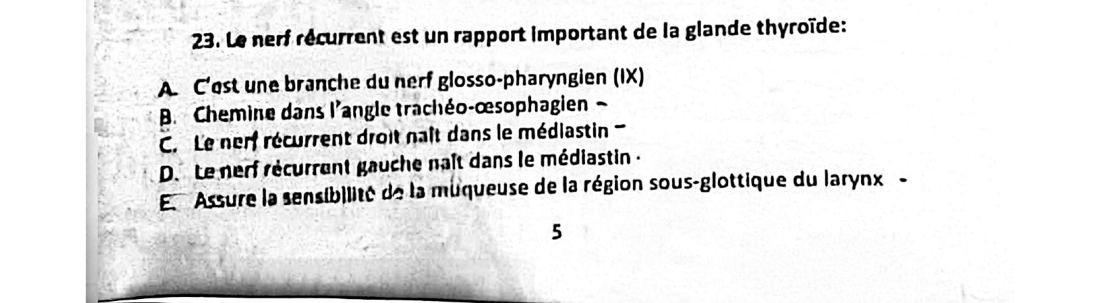 23. Le nerf récurrent est un rapport important de la glande thyroïde:
A. C'est une branche du nerf glosso-pharyngien (IX)
B. Chemine dans l'angle trachéo-œsophagien -
C. Le nerf récurrent droit naît dans le médiastin -
D. Le nerf récurrent gauche naît dans le médiastin -
E. Assure la sensibilité de la muqueuse de la région sous-glottique du larynx -
5